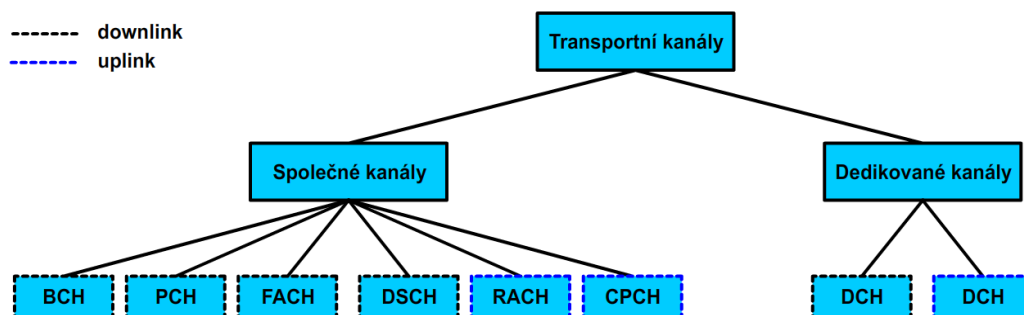 downlink
uplink
Transportní kanály
Společné kanály
Dedikované kanály
BCH
PCH
FACH
DSCH
RACH
CPCH
DCH
DCH